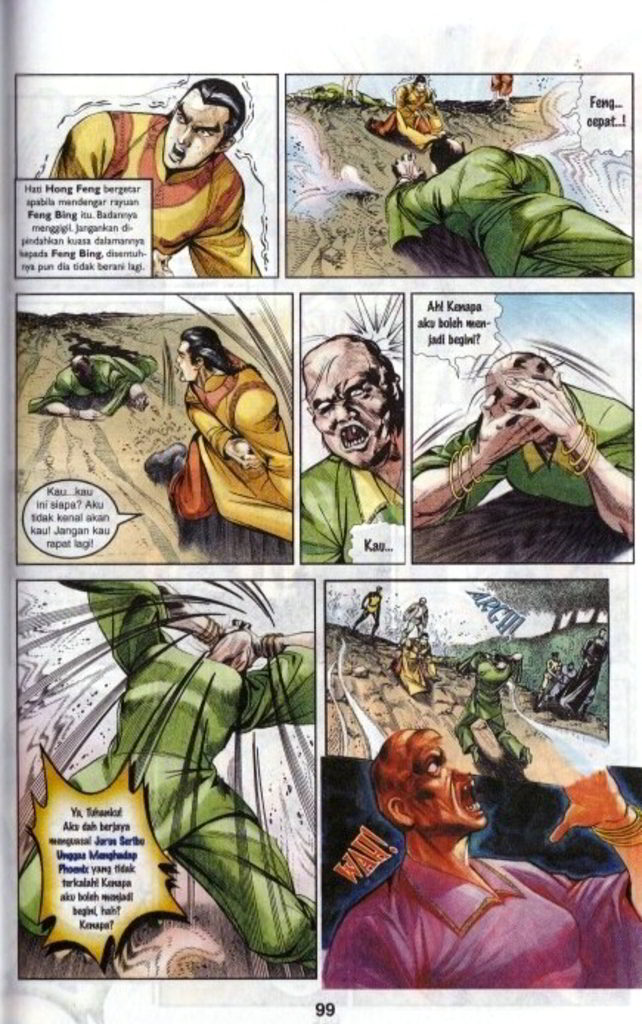 Hati Hong Feng bergetar
apabila mendengar rayuan
Feng Bing itu. Badannya
menggigil. Jangankan di-
pindahkan kuasa dalamannya
kepada Feng Bing, disentuh-
nya pun dia tidak berani lagi.
Feng...
cepat..!
Kau...kau
ini siapa? Aku
tidak kenal akan
kau! Jangan kau
rapat lagi!
Kau...
Ah! Kenapa
aku boleh men-
jadi begini?
Ya, Tuhanku!
Aku dah berjaya
menguasai Jurus Seribu
Unggas Menghadap
Phoenix yang tidak
terkalah! Kenapa
aku boleh menjadi
begini, hah?
Kenapa?
ARGH!
WAH!
99